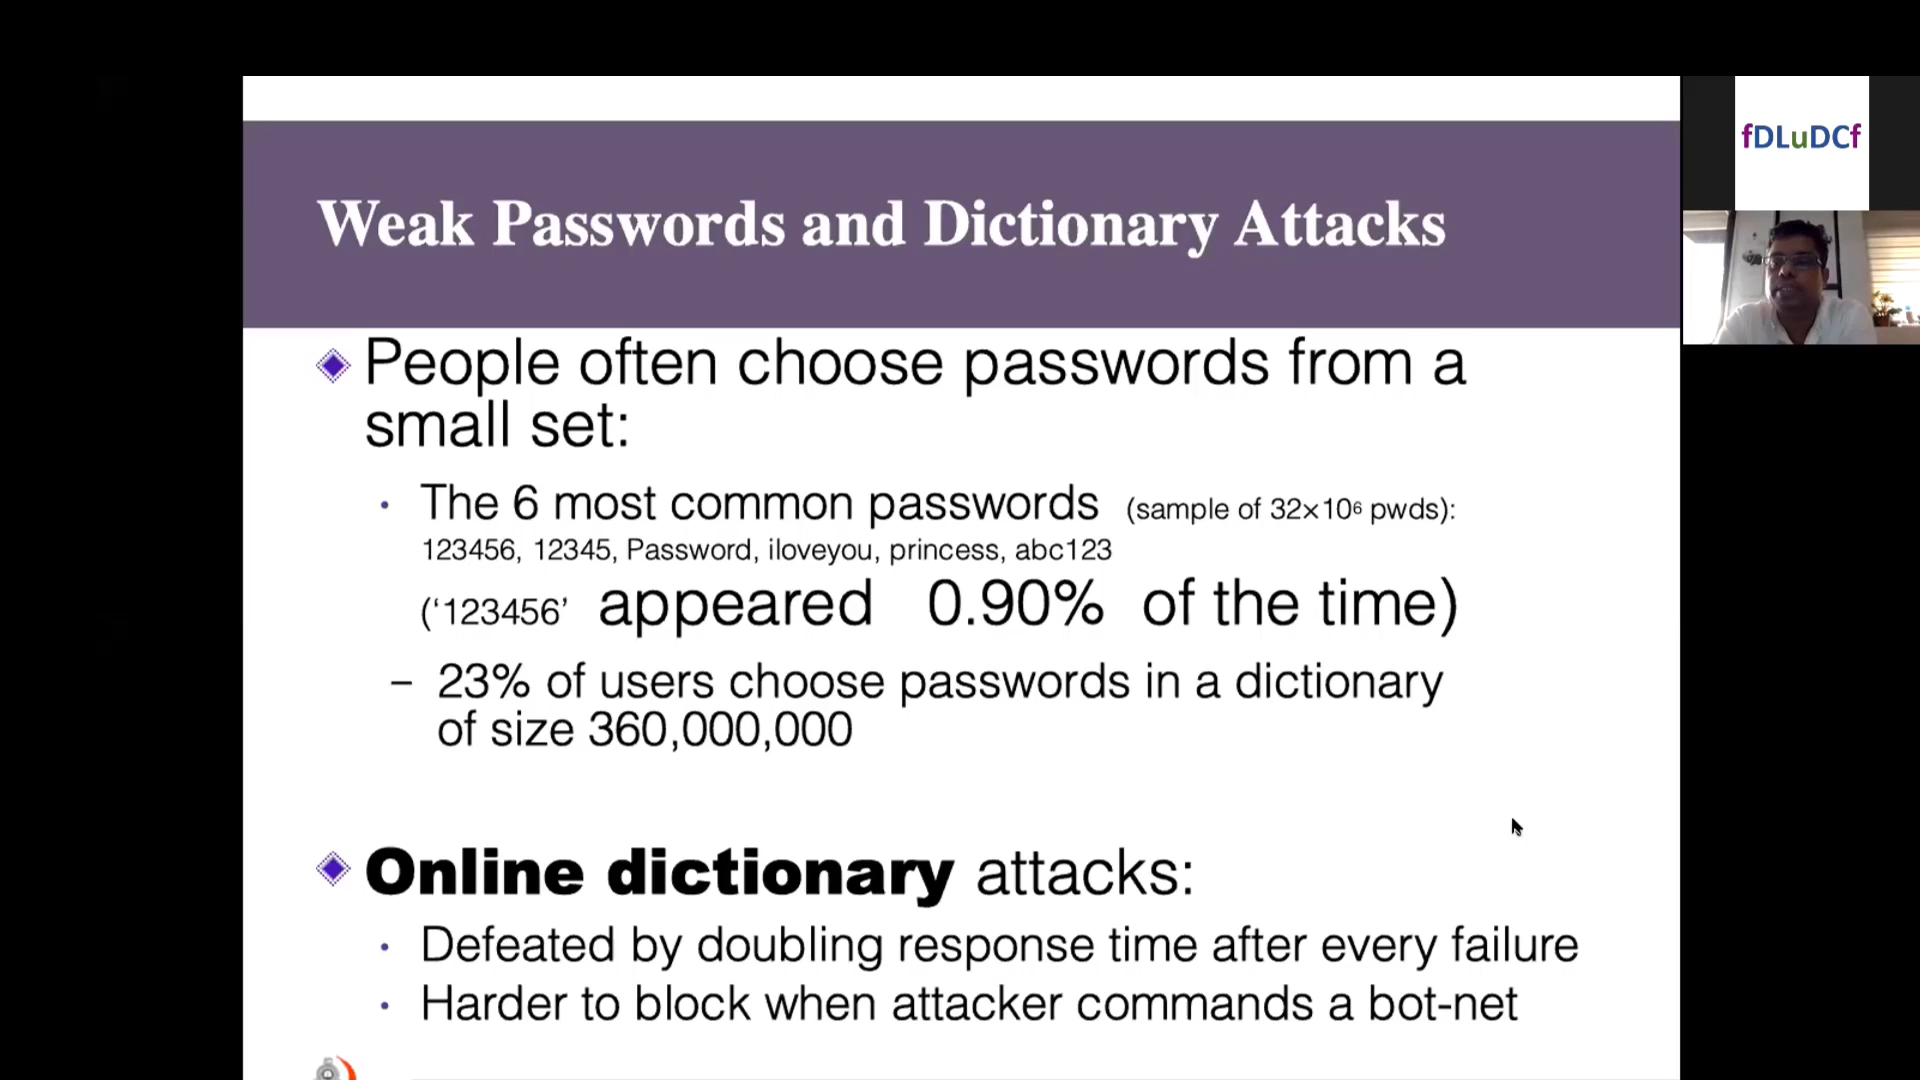 Weak Passwords and Dictionary Attacks
fDLuDCf
People often choose passwords from a
small set:
The 6 most common passwords (sample of 32×10⁶ pwds):
123456, 12345, Password, iloveyou, princess, abc123
(‘123456’ appeared 0.90% of the time)
– 23% of users choose passwords in a dictionary
of size 360,000,000
Online dictionary attacks:
Defeated by doubling response time after every failure
Harder to block when attacker commands a bot-net